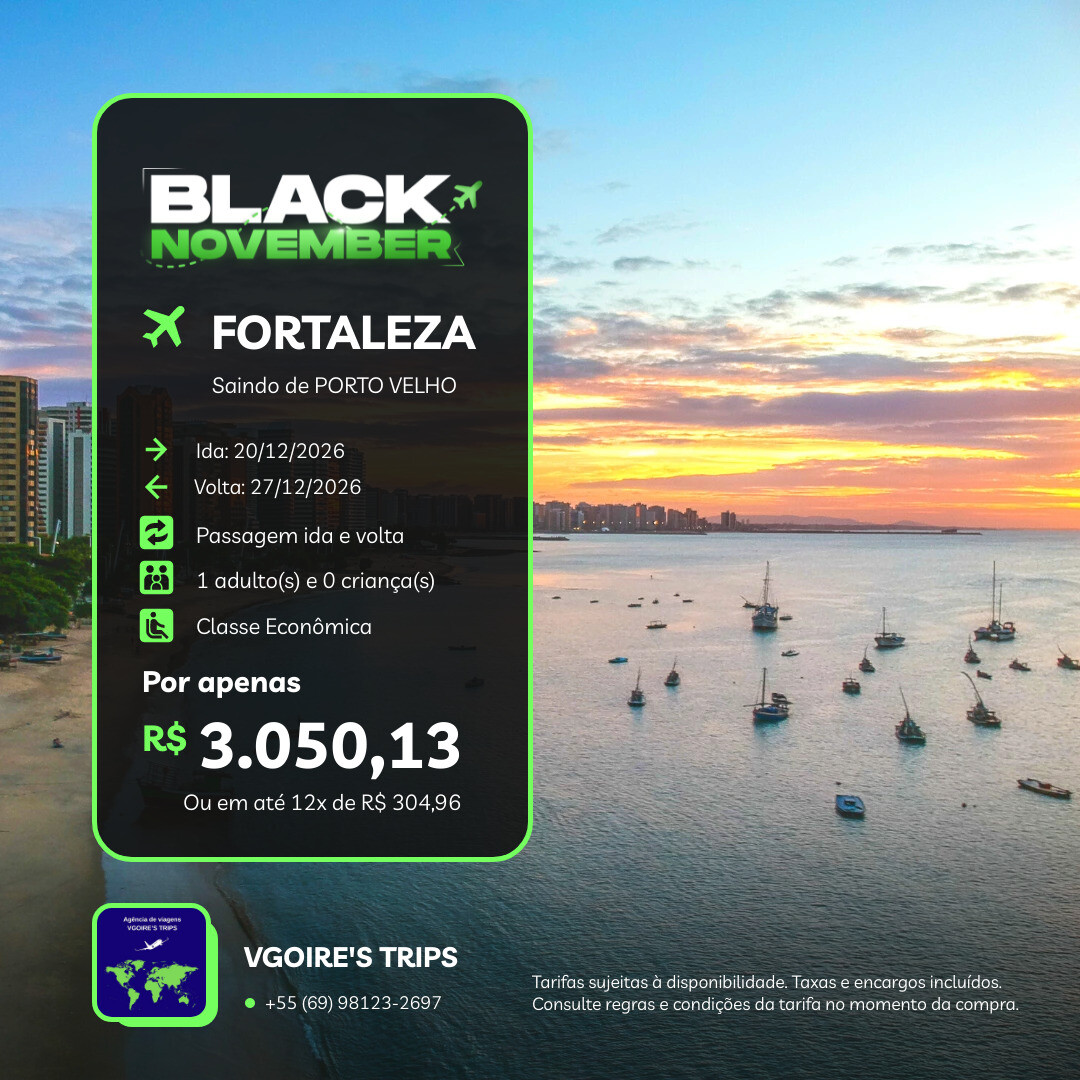 BLACK
NOVEMBER
FORTALEZA
Saindo de PORTO VELHO
Ida: 20/12/2026
Volta: 27/12/2026
Passagem ida e volta
1 adulto(s) e 0 criança(s)
Classe Econômica
Por apenas
R$ 3.050,13
Ou em até 12x de R$ 304,96
Agência de viagens
VGOIRE'S TRIPS
VGOIRE'S TRIPS
+55 (69) 98123-2697
Tarifas sujeitas à disponibilidade. Taxas e encargos incluídos.
Consulte regras e condições da tarifa no momento da compra.